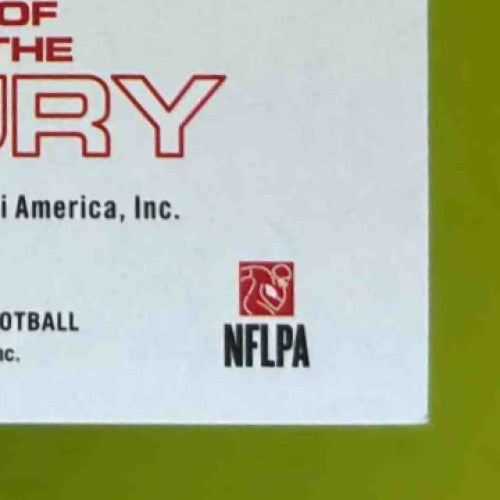 OF
THE
URY
i America, Inc.
OTBALL
nc.
NFLPA